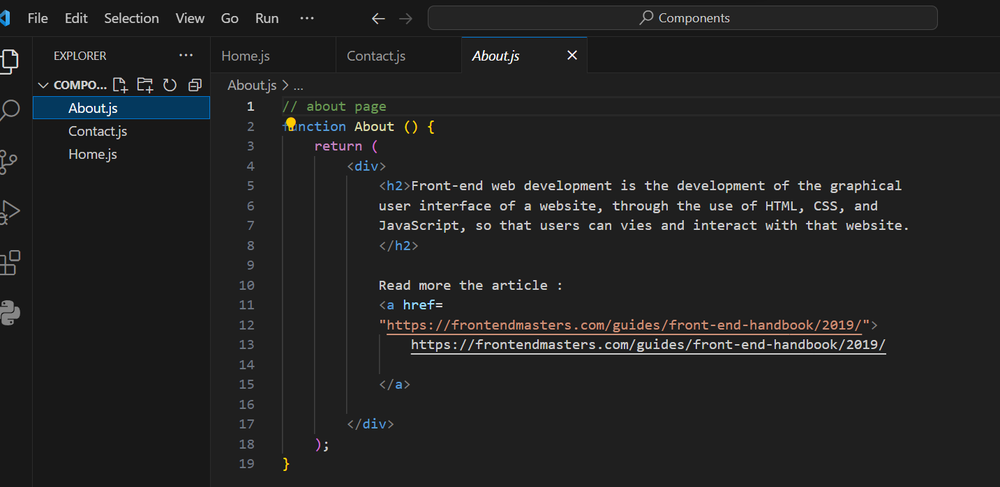 File Edit Selection View Go Run ··· Components
EXPLORER ···
COMPO...
About.js
Contact.js
Home.js
Home.js Contact.js About.js
About.js > ...
1 // about page
2 function About () {
3 return (
4 <div>
5 <h2>Front-end web development is the development of the graphical
6 user interface of a website, through the use of HTML, CSS, and
7 JavaScript, so that users can vies and interact with that website.
8 </h2>
9
10 Read more the article :
11 <a href=
12 "https://frontendmasters.com/guides/front-end-handbook/2019/">
13 https://frontendmasters.com/guides/front-end-handbook/2019/
14
15 </a>
16
17 </div>
18 );
19 }